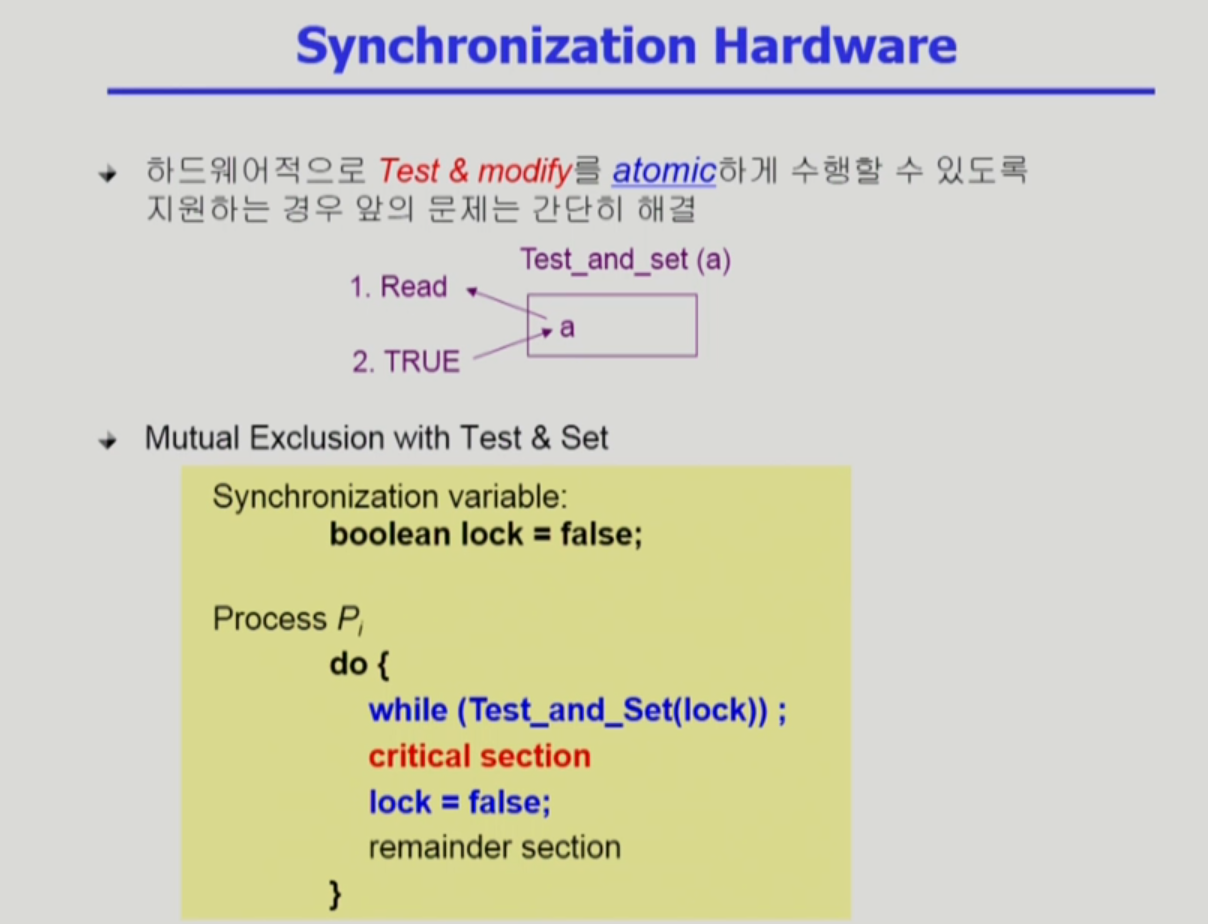 Synchronization Hardware
하드웨어적으로 Test & modify를 atomic하게 수행할 수 있도록
지원하는 경우 앞의 문제는 간단히 해결
Test_and_set (a)
1. Read
a
2. TRUE
Mutual Exclusion with Test & Set
Synchronization variable:
boolean lock = false;
Process Pi
do {
while (Test_and_Set(lock)) ;
critical section
lock = false;
remainder section
}